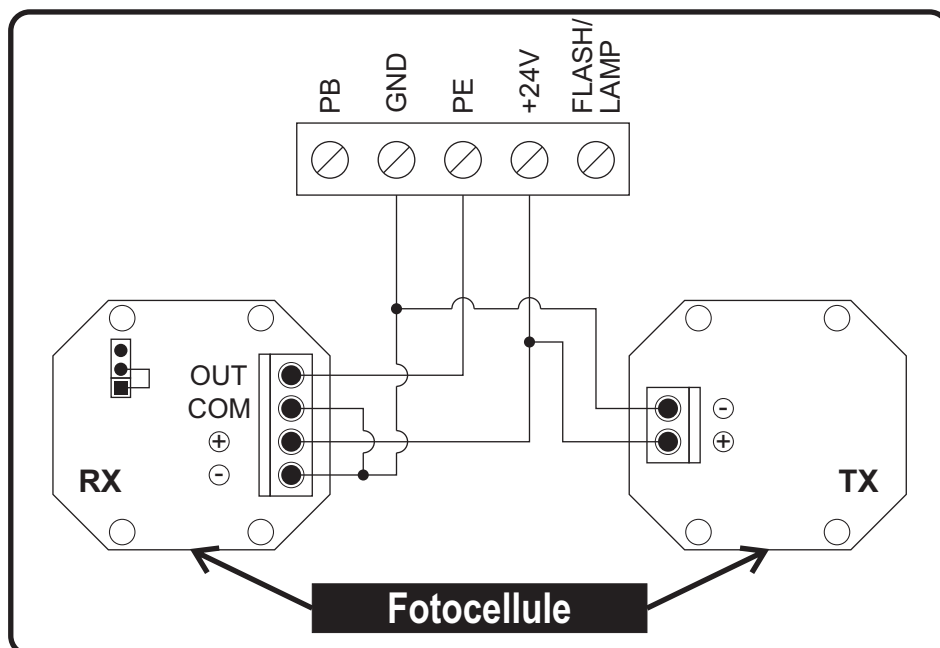 PB
GND
PE
+24V
FLASH/
LAMP
OUT
COM
+
-
RX
-
+
TX
Fotocellule